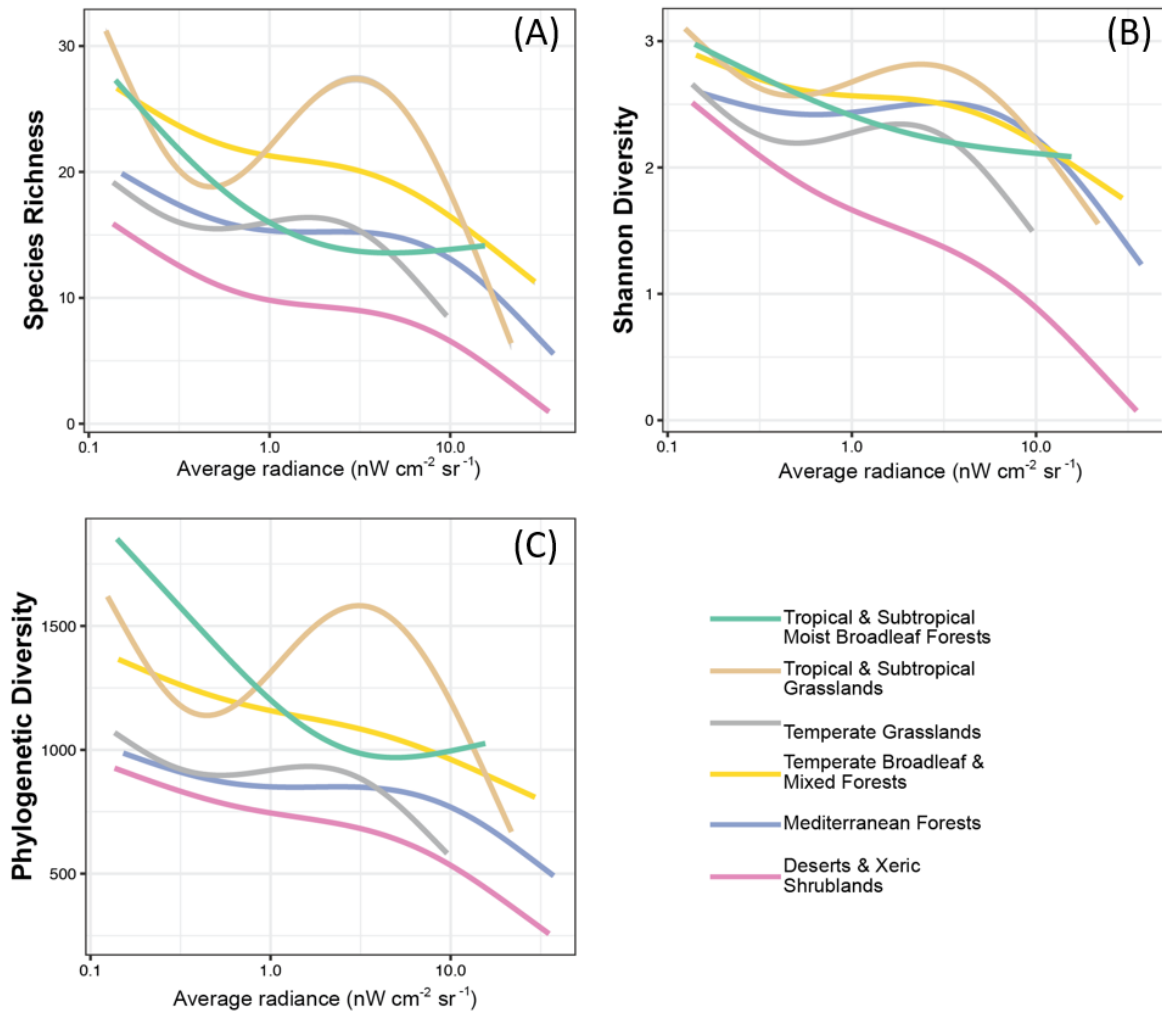 (A)
Species Richness
30
20
10
0
0.1 1.0 10.0
Average radiance (nW cm-2 sr-1)
(B)
Shannon Diversity
3
2
1
0
0.1 1.0 10.0
Average radiance (nW cm-2 sr-1)
(C)
Phylogenetic Diversity
1500
1000
500
0.1 1.0 10.0
Average radiance (nW cm-2 sr-1)
Tropical & Subtropical
Moist Broadleaf Forests
Tropical & Subtropical
Grasslands
Temperate Grasslands
Temperate Broadleaf &
Mixed Forests
Mediterranean Forests
Deserts & Xeric
Shrublands